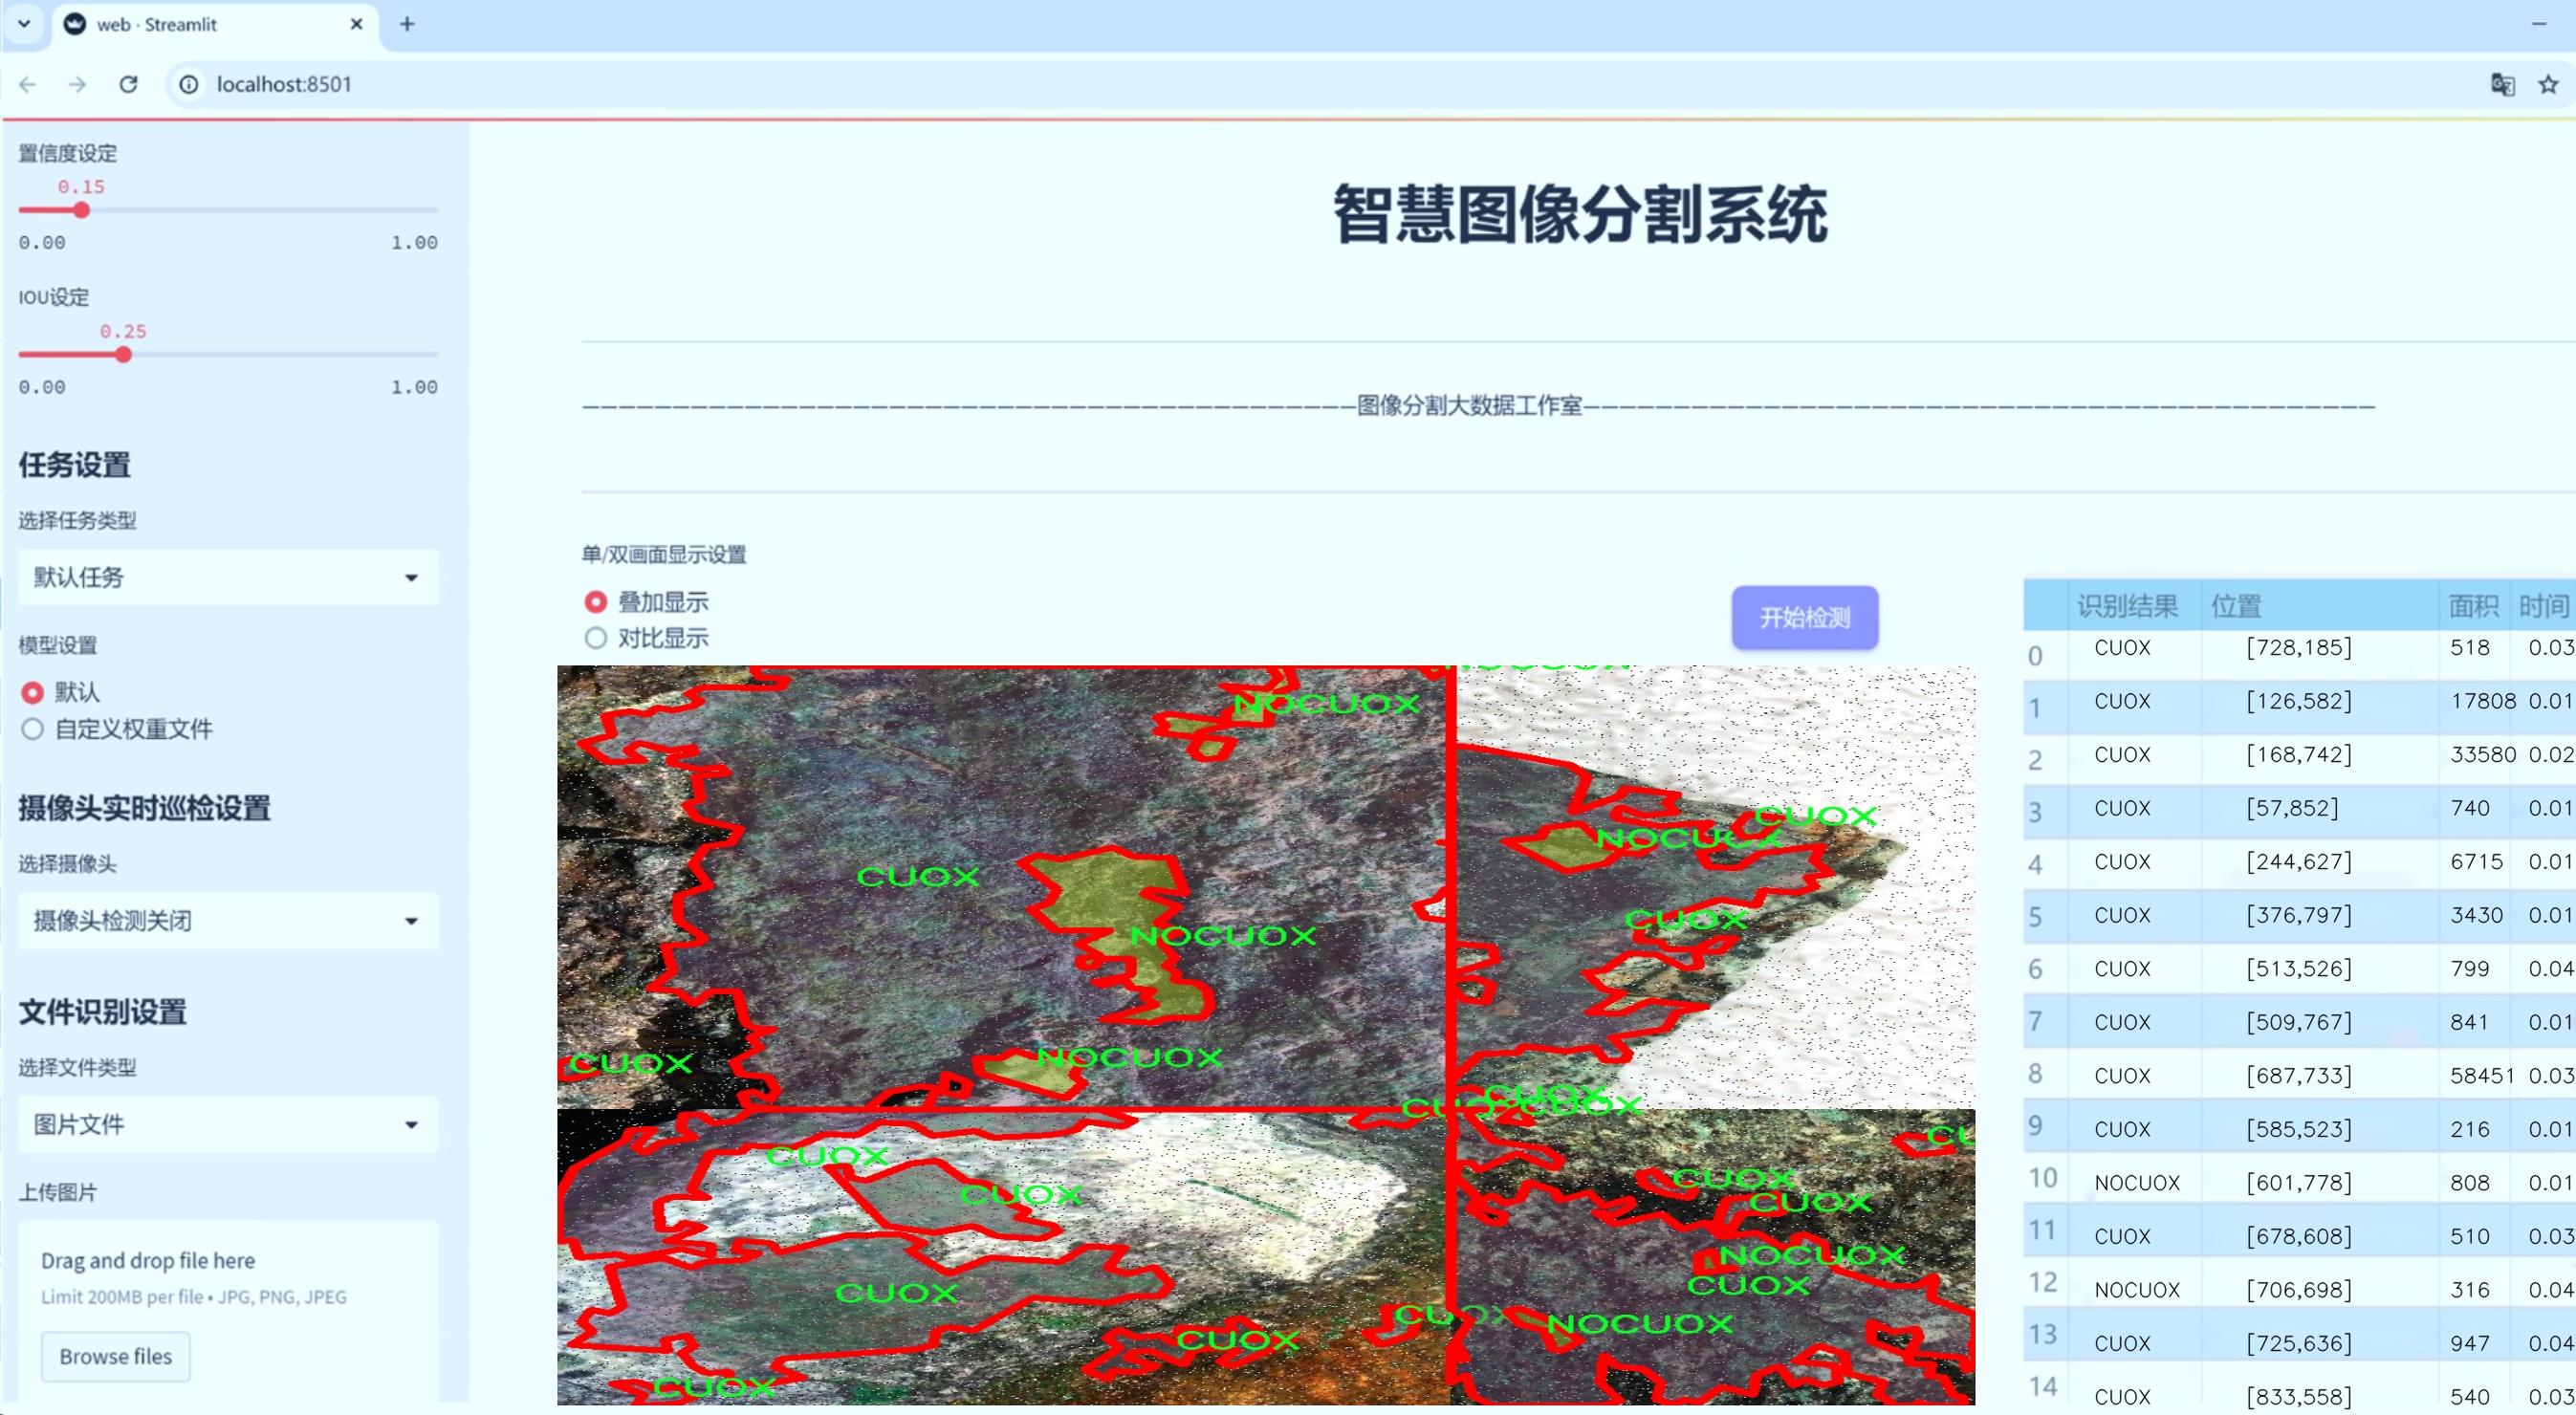 web · Streamlit
localhost:8501
置信度设定
0.15
0.00 1.00
IOU设定
0.25
0.00 1.00
任务设置
选择任务类型
默认任务
模型设置
默认
自定义权重文件
摄像头实时巡检设置
选择摄像头
摄像头检测关闭
文件识别设置
选择文件类型
图片文件
上传图片
Drag and drop file here
Limit 200MB per file • JPG, PNG, JPEG
Browse files
智慧图像分割系统
图像分割大数据工作室
单/双画面显示设置
叠加显示
对比显示
开始检测
NOCUOX
CUOX
NOCUOX
CUOX
NOCUOX
CUOX
NOCUOX
CUOX
CUOX
CUOX
CUOX
CUOX
CUOX
CUOX
CUOX
CUOX
NOCUOX
CUOX
NOCUOX
CUOX
CUOX
识别结果 位置 面积 时间
0 CUOX [728,185] 518 0.03
1 CUOX [126,582] 17808 0.01
2 CUOX [168,742] 33580 0.02
3 CUOX [57,852] 740 0.01
4 CUOX [244,627] 6715 0.01
5 CUOX [376,797] 3430 0.01
6 CUOX [513,526] 799 0.04
7 CUOX [509,767] 841 0.01
8 CUOX [687,733] 58451 0.03
9 CUOX [585,523] 216 0.01
10 NOCUOX [601,778] 808 0.01
11 CUOX [678,608] 510 0.03
12 NOCUOX [706,698] 316 0.04
13 CUOX [725,636] 947 0.04
14 CUOX [833,558] 540 0.03